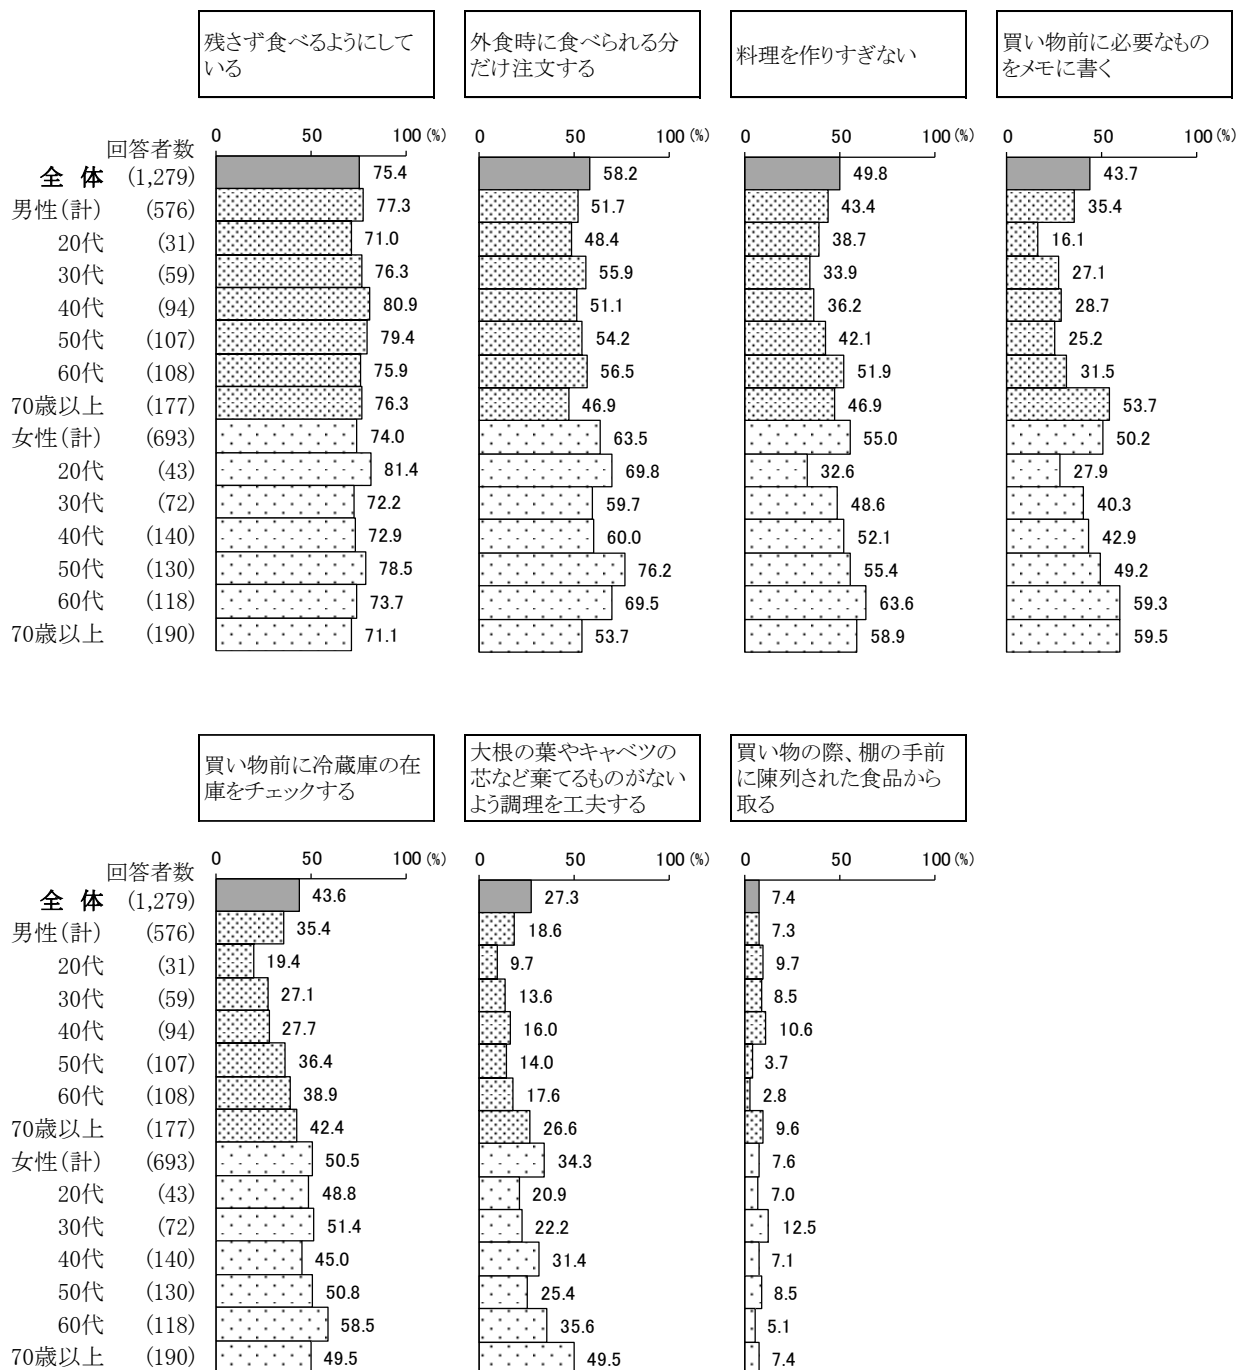 残さず食べるようにして
いる
外食時に食べられる分
だけ注文する
料理を作りすぎない
買い物前に必要なもの
をメモに書く
0 50 100 (%) 0 50 100 (%) 0 50 100 (%) 0 50 100 (%)
回答者数
全 体 (1,279) 75.4 58.2 49.8 43.7
男性(計) (576) 77.3 51.7 43.4 35.4
20代 (31) 71.0 48.4 38.7 16.1
30代 (59) 76.3 55.9 33.9 27.1
40代 (94) 80.9 51.1 36.2 28.7
50代 (107) 79.4 54.2 42.1 25.2
60代 (108) 75.9 56.5 51.9 31.5
70歳以上 (177) 76.3 46.9 46.9 53.7
女性(計) (693) 74.0 63.5 55.0 50.2
20代 (43) 81.4 69.8 32.6 27.9
30代 (72) 72.2 59.7 48.6 40.3
40代 (140) 72.9 60.0 52.1 42.9
50代 (130) 78.5 76.2 55.4 49.2
60代 (118) 73.7 69.5 63.6 59.3
70歳以上 (190) 71.1 53.7 58.9 59.5
買い物前に冷蔵庫の在
庫をチェックする
大根の葉やキャベツの
芯など棄てるものがない
よう調理を工夫する
買い物の際、棚の手前
に陳列された食品から
取る
0 50 100 (%) 0 50 100 (%) 0 50 100 (%)
回答者数
全 体 (1,279) 43.6 27.3 7.4
男性(計) (576) 35.4 18.6 7.3
20代 (31) 19.4 9.7 9.7
30代 (59) 27.1 13.6 8.5
40代 (94) 27.7 16.0 10.6
50代 (107) 36.4 14.0 3.7
60代 (108) 38.9 17.6 2.8
70歳以上 (177) 42.4 26.6 9.6
女性(計) (693) 50.5 34.3 7.6
20代 (43) 48.8 20.9 7.0
30代 (72) 51.4 22.2 12.5
40代 (140) 45.0 31.4 7.1
50代 (130) 50.8 25.4 8.5
60代 (118) 58.5 35.6 5.1
70歳以上 (190) 49.5 49.5 7.4